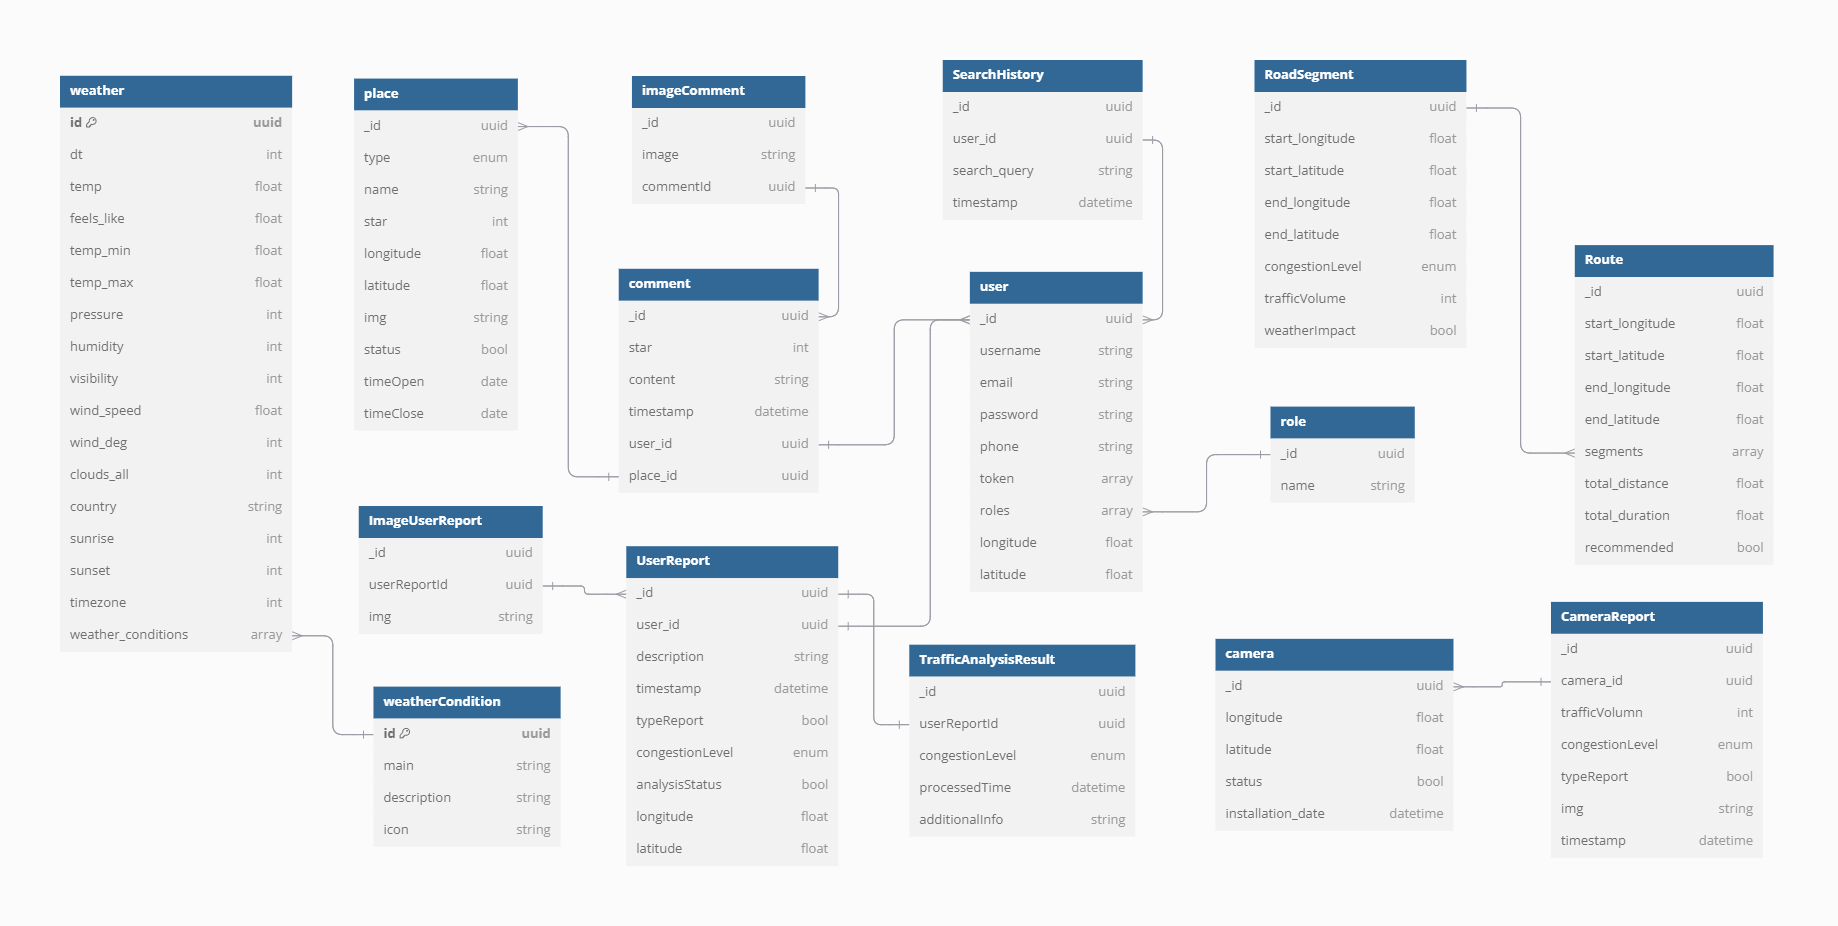 weather
id uuid
dt int
temp float
feels_like float
temp_min float
temp_max float
pressure int
humidity int
visibility int
wind_speed float
wind_deg int
clouds_all int
country string
sunrise int
sunset int
timezone int
weather_conditions array
place
_id uuid
type enum
name string
star int
longitude float
latitude float
img string
status bool
timeOpen date
timeClose date
imageComment
_id uuid
image string
commentId uuid
comment
_id uuid
star int
content string
timestamp datetime
user_id uuid
place_id uuid
SearchHistory
_id uuid
user_id uuid
search_query string
timestamp datetime
user
_id uuid
username string
email string
password string
phone string
token array
roles array
longitude float
latitude float
RoadSegment
_id uuid
start_longitude float
start_latitude float
end_longitude float
end_latitude float
congestionLevel enum
trafficVolume int
weatherImpact bool
role
_id uuid
name string
Route
_id uuid
start_longitude float
start_latitude float
end_longitude float
end_latitude float
segments array
total_distance float
total_duration float
recommended bool
ImageUserReport
_id uuid
userReportId uuid
img string
weatherCondition
id uuid
main string
description string
icon string
UserReport
_id uuid
user_id uuid
description string
timestamp datetime
typeReport bool
congestionLevel enum
analysisStatus bool
longitude float
latitude float
TrafficAnalysisResult
_id uuid
userReportId uuid
congestionLevel enum
processedTime datetime
additionalInfo string
camera
_id uuid
longitude float
latitude float
status bool
installation_date datetime
CameraReport
_id uuid
camera_id uuid
trafficVolumn int
congestionLevel enum
typeReport bool
img string
timestamp datetime